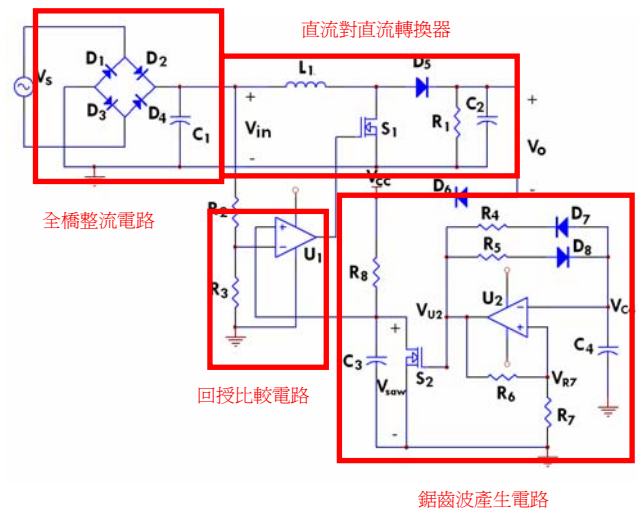 直流對直流轉換器
D1
D2
D3
D4
Vs
C1
L1
D5
+
Vin
-
S1
R1
C2
+
Vo
-
全橋整流電路
Vcc
D6
R2
+
-
U1
R3
R8
R4
D7
R5
D8
U2
VU2
-
+
C4
+
C3
Vsaw
-
S2
R6
VR7
R7
回授比較電路
鋸齒波產生電路